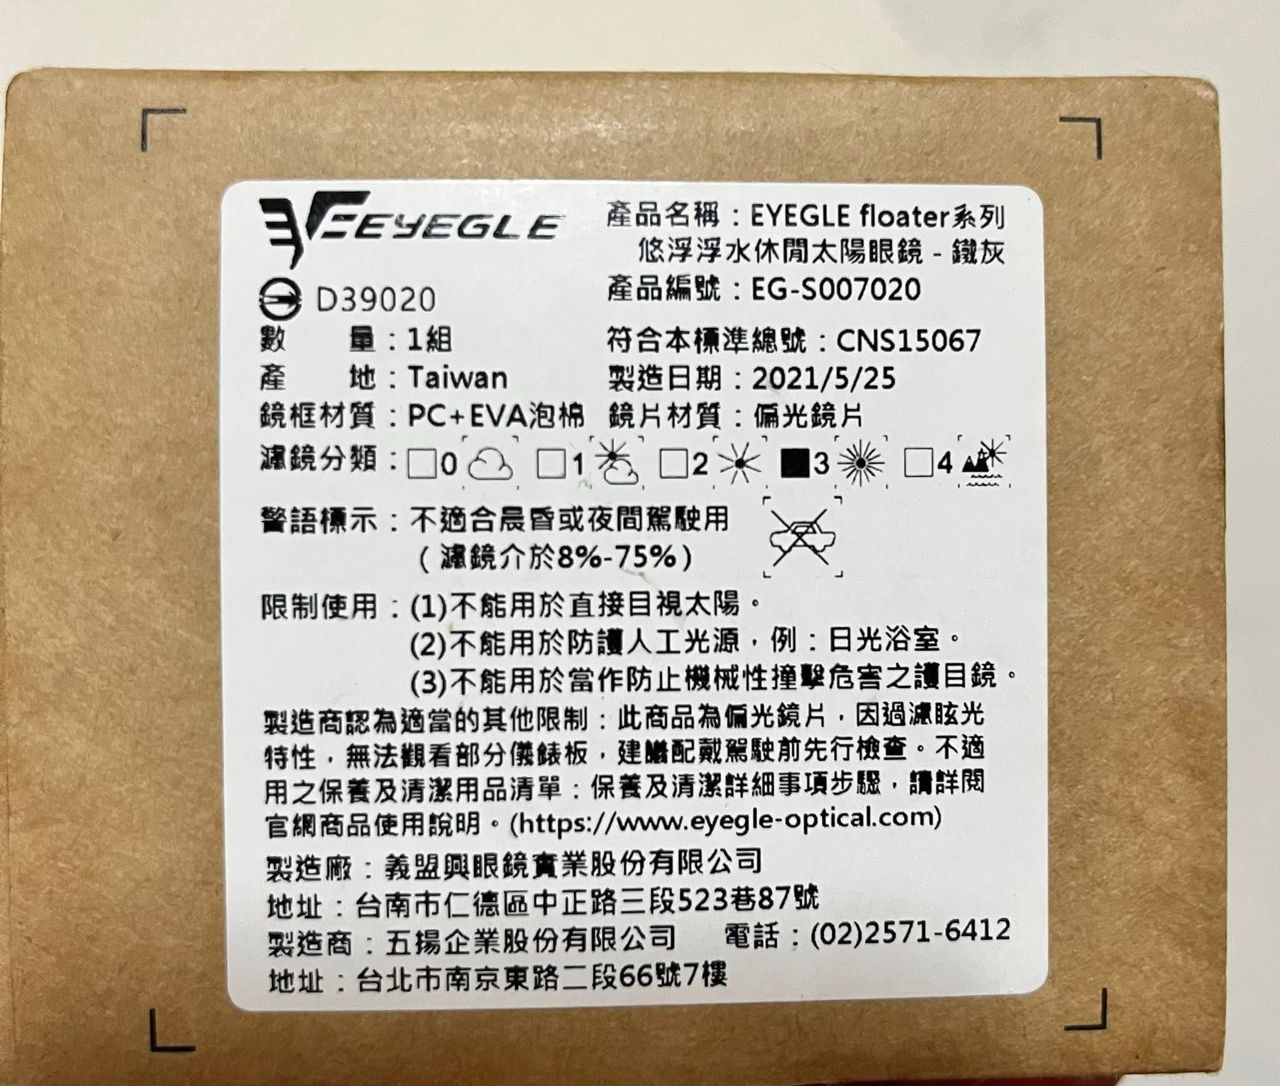 EYEGLE
產品名稱：EYEGLE floater系列
悠浮浮水休閒太陽眼鏡 - 鐵灰
D39020
產品編號：EG-S007020
數 量：1組
符合本標準總號：CNS15067
產 地：Taiwan
製造日期：2021/5/25
鏡框材質：PC+EVA泡棉
鏡片材質：偏光鏡片
濾鏡分類：□0 □1 □2 ■3 □4
警語標示：不適合晨昏或夜間駕駛用
（濾鏡介於8%-75%）
限制使用：(1)不能用於直接目視太陽。
(2)不能用於防護人工光源，例：日光浴室。
(3)不能用於當作防止機械性撞擊危害之護目鏡。
製造商認為適當的其他限制：此商品為偏光鏡片，因過濾眩光
特性，無法觀看部分儀錶板，建議配戴駕駛前先行檢查。不適
用之保養及清潔用品清單：保養及清潔詳細事項步驟，請詳閱
官網商品使用說明。(https://www.eyegle-optical.com)
製造廠：義盟興眼鏡實業股份有限公司
地址：台南市仁德區中正路三段523巷87號
製造商：五揚企業股份有限公司 電話：(02)2571-6412
地址：台北市南京東路二段66號7樓